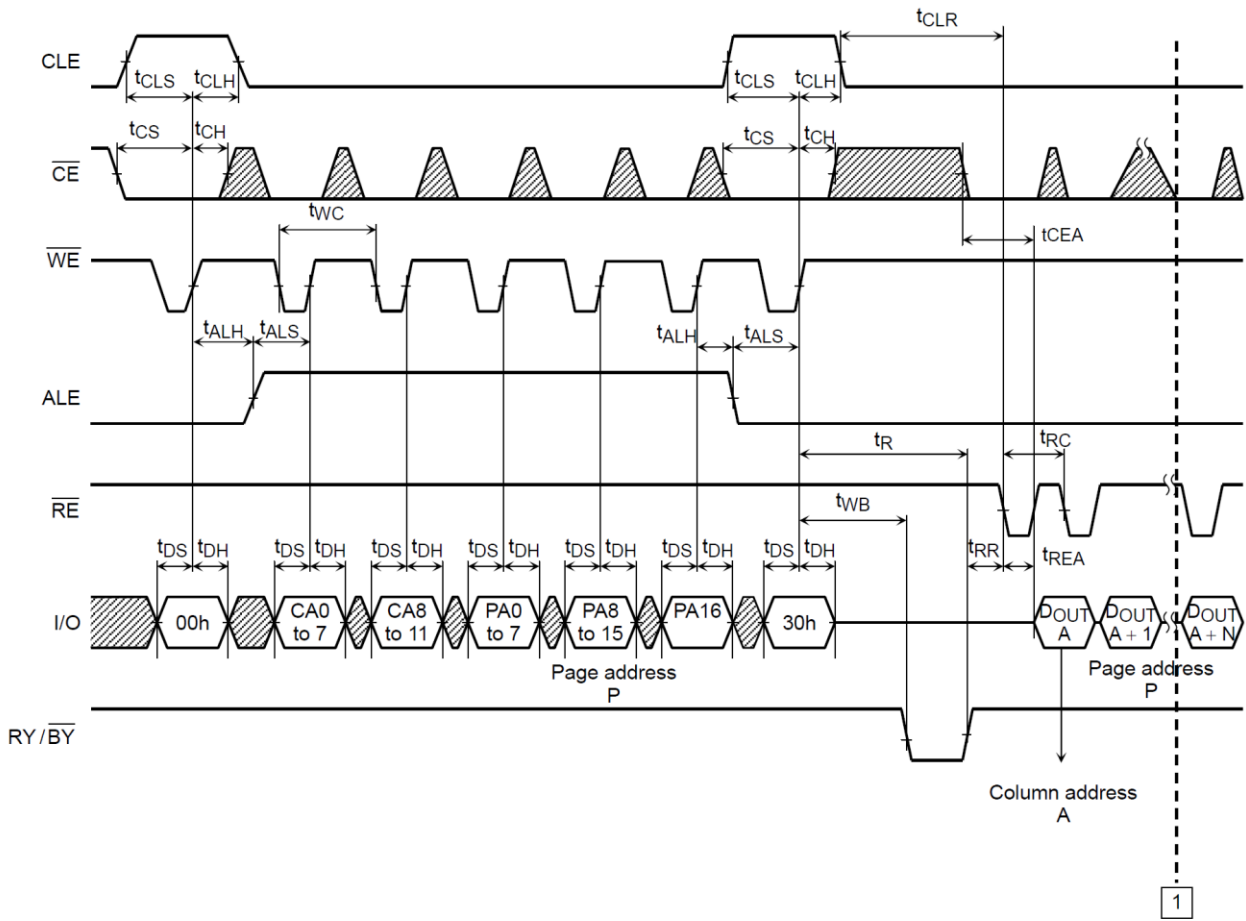 tCLR
CLE
tCLS tCLH tCLS tCLH
tCS tCH tCS tCH
CE
tWC
tCEA
WE
tALH tALS tALH tALS
ALE
tR tRC
RE
tWB
tDS tDH tDS tDH tDS tDH tDS tDH tDS tDH tDS tDH tDS tDH tRR tREA
I/O
00h
CA0
to 7
CA8
to 11
PA0
to 7
PA8
to 15
PA16
30h
DOUT
A
DOUT
A + 1
DOUT
A + N
Page address
P
Page address
P
RY / BY
Column address
A
1